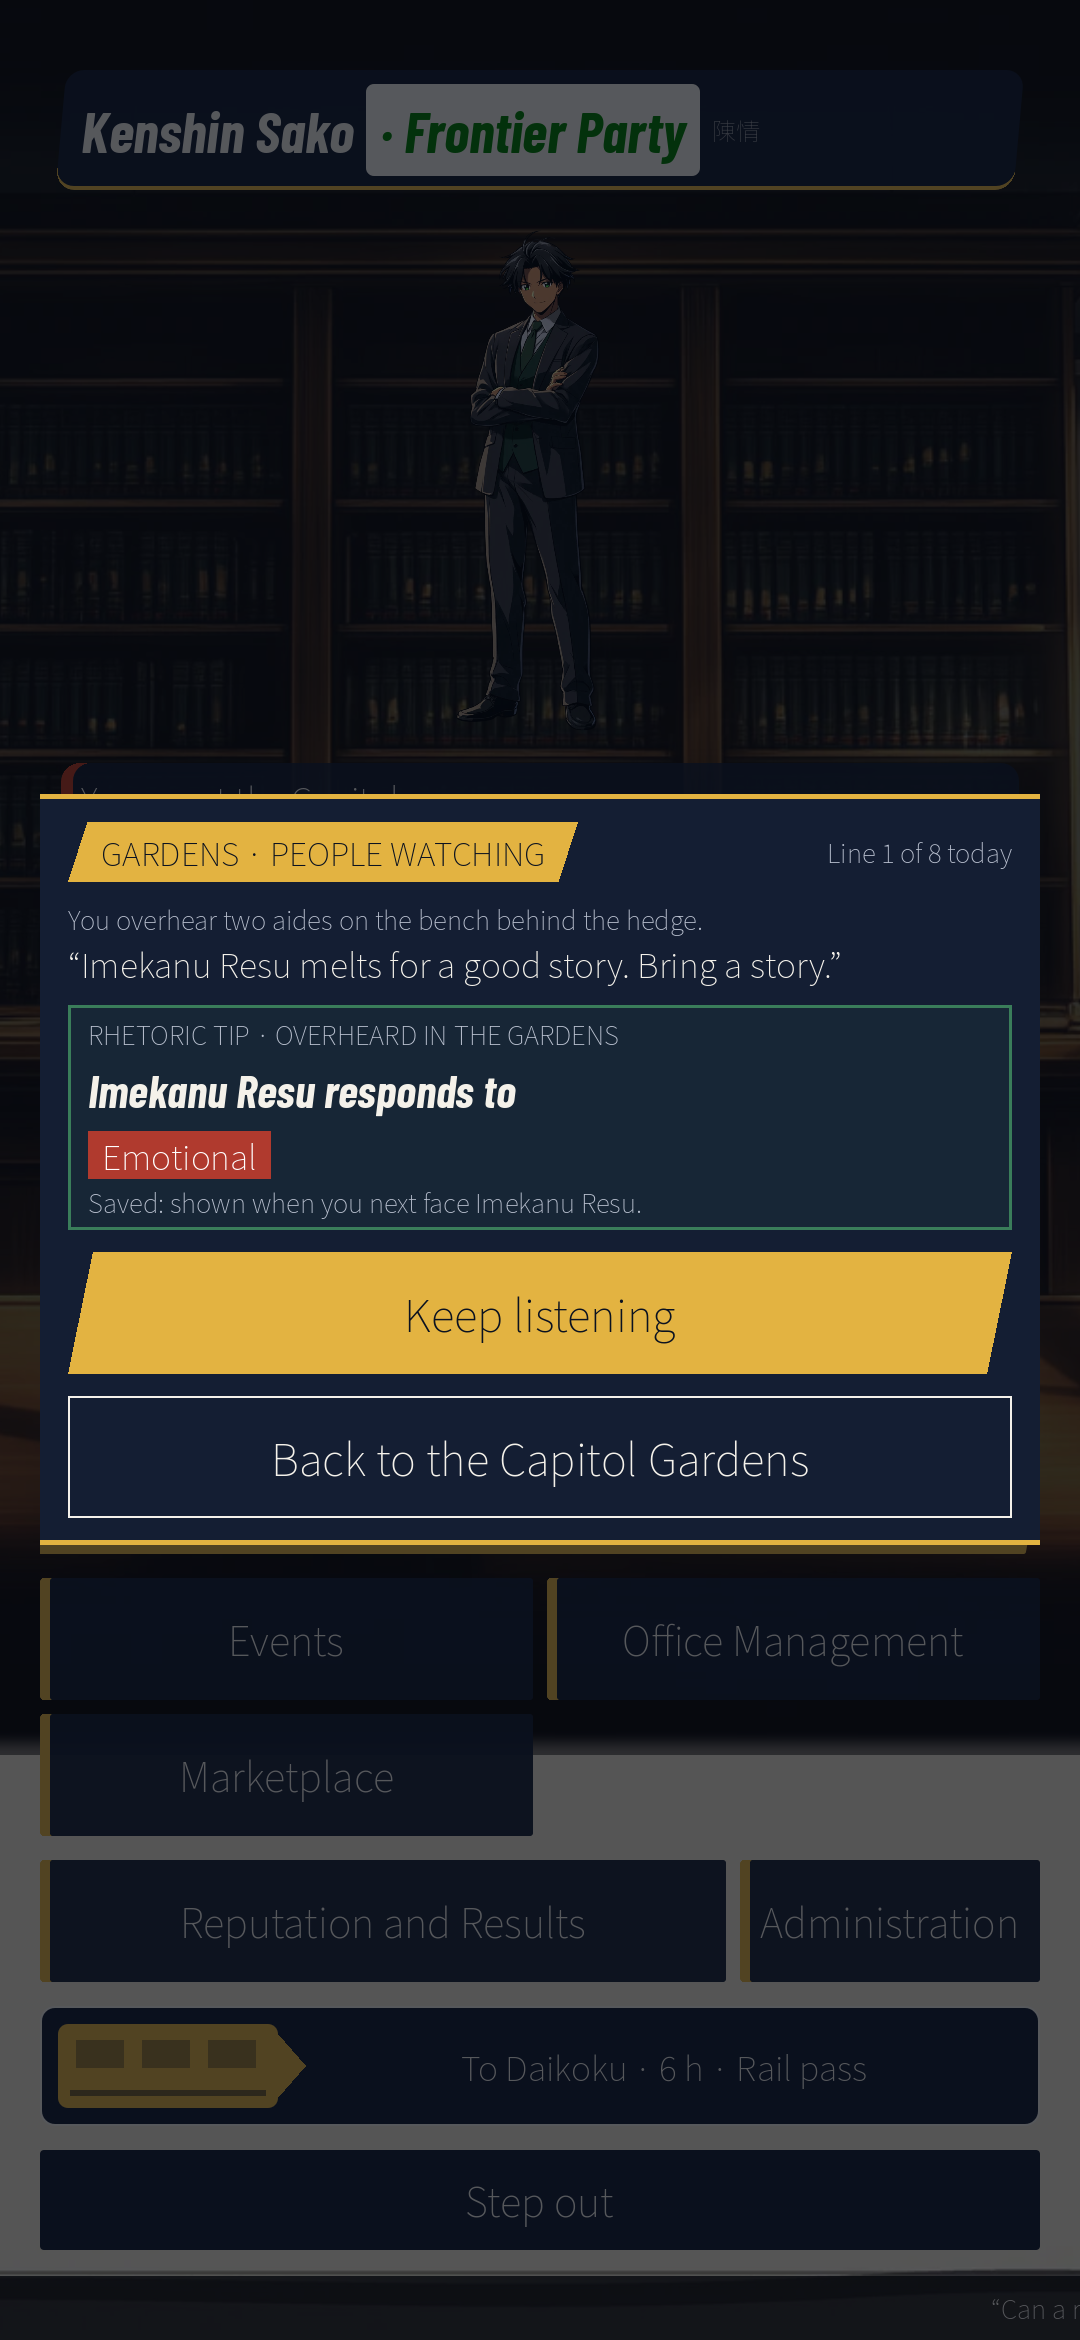 Kenshin Sako · Frontier Party 陳情
GARDENS · PEOPLE WATCHING
Line 1 of 8 today
You overhear two aides on the bench behind the hedge.
“Imekanu Resu melts for a good story. Bring a story.”
RHETORIC TIP · OVERHEARD IN THE GARDENS
Imekanu Resu responds to
Emotional
Saved: shown when you next face Imekanu Resu.
Keep listening
Back to the Capitol Gardens
Events
Office Management
Marketplace
Reputation and Results
Administration
To Daikoku · 6 h · Rail pass
Step out
“Can a